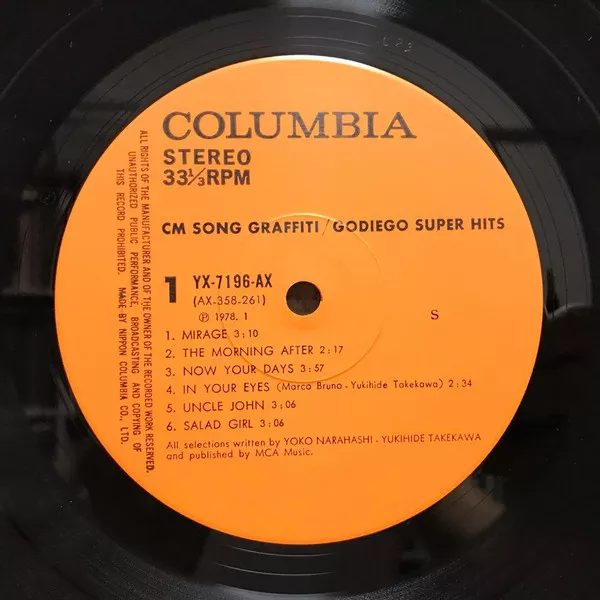 COLUMBIA
STEREO
33⅓RPM
CM SONG GRAFFITI/GODIEGO SUPER HITS
1 YX-7196-AX
(AX-358-261)
Ⓟ 1978. 1
S
1. MIRAGE 3:10
2. THE MORNING AFTER 2:17
3. NOW YOUR DAYS 3:57
4. IN YOUR EYES (Marco Bruno - Yukihide Takekawa) 2:34
5. UNCLE JOHN 3:06
6. SALAD GIRL 3:06
All selections written by YOKO NARAHASHI - YUKIHIDE TAKEKAWA
and published by MCA Music.
ALL RIGHTS OF THE MANUFACTURER AND OF THE OWNER OF THE RECORDED WORK RESERVED.
UNAUTHORIZED PUBLIC PERFORMANCE, BROADCASTING AND COPYING OF
THIS RECORD PROHIBITED. MADE BY NIPPON COLUMBIA CO., LTD.